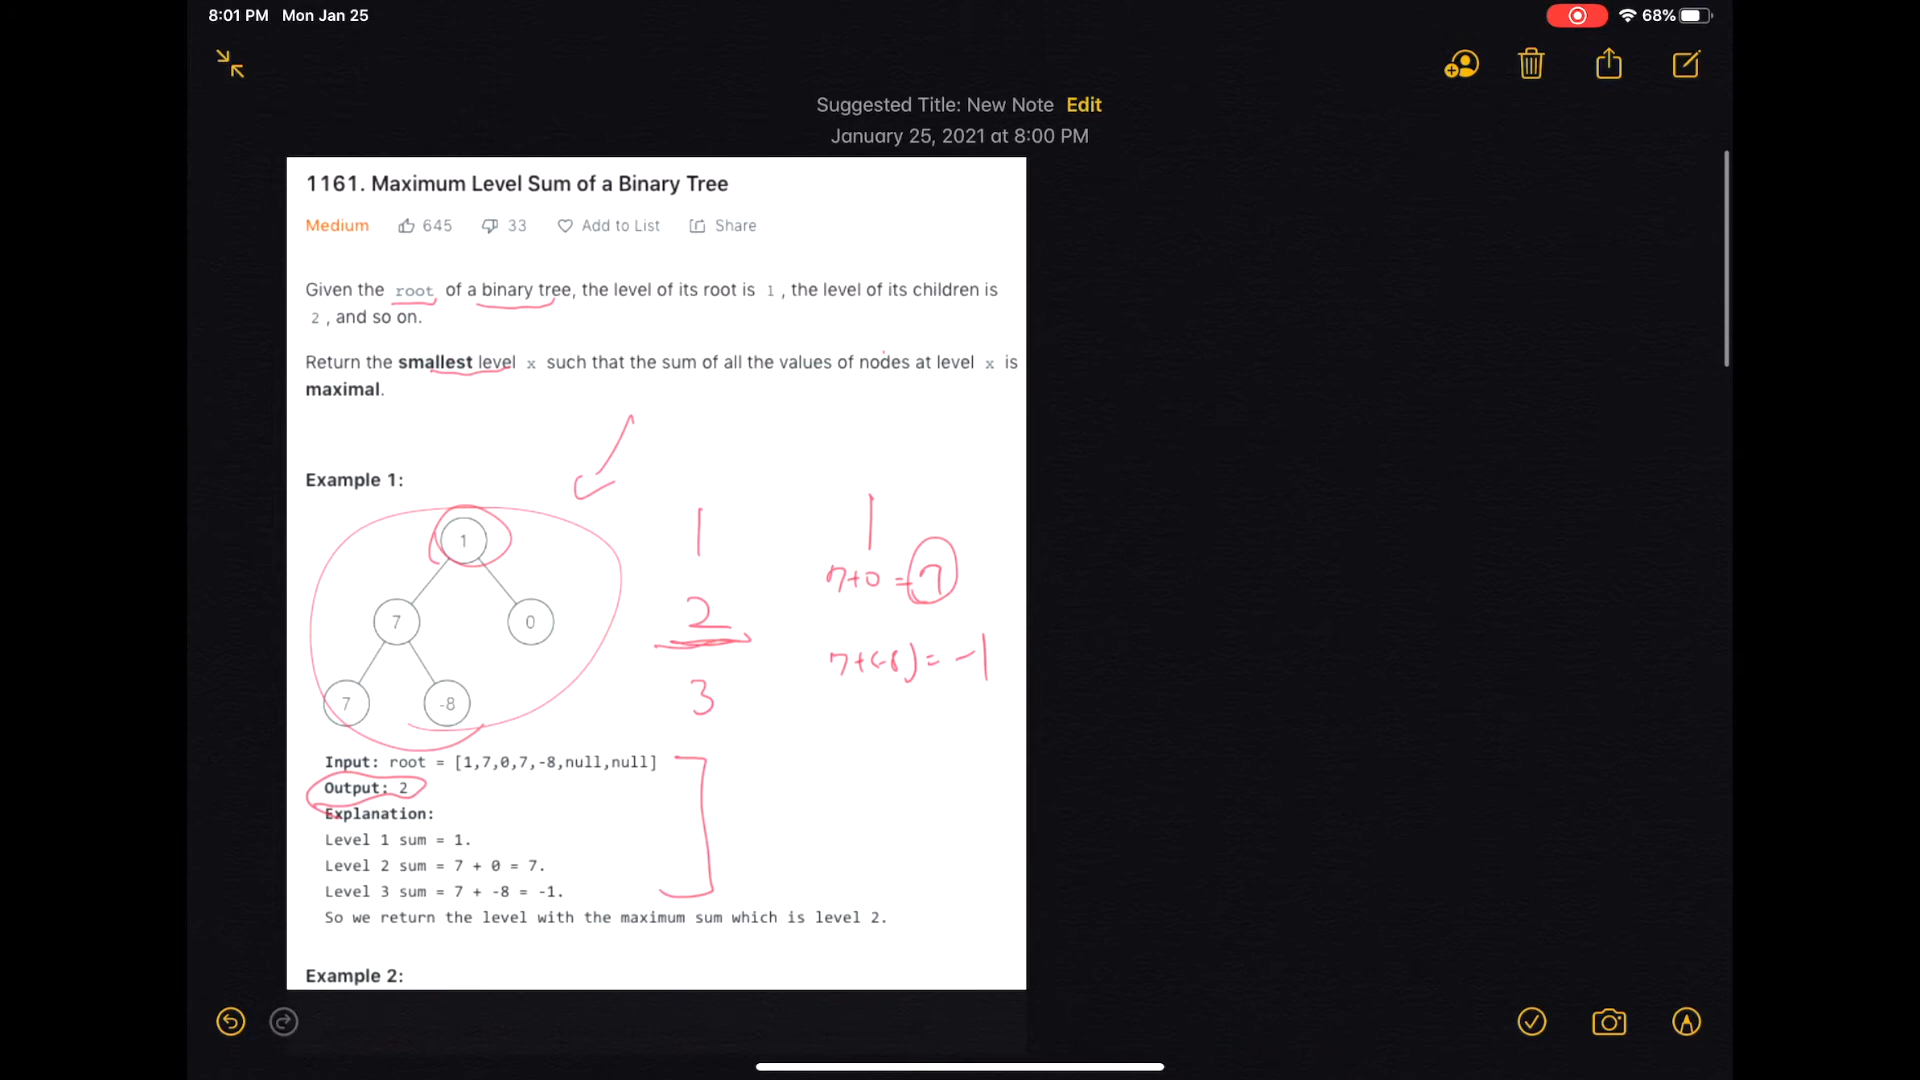 8:01 PM Mon Jan 25
68%
Suggested Title: New Note Edit
January 25, 2021 at 8:00 PM
1161. Maximum Level Sum of a Binary Tree
Medium 645 33 Add to List Share
Given the root of a binary tree, the level of its root is 1 , the level of its children is
2 , and so on.
Return the smallest level x such that the sum of all the values of nodes at level x is
maximal.
Example 1:
1
7 0
7 -8
1
2
3
1
7+0 = 7
7+(-8) = -1
Input: root = [1,7,0,7,-8,null,null]
Output: 2
Explanation:
Level 1 sum = 1.
Level 2 sum = 7 + 0 = 7.
Level 3 sum = 7 + -8 = -1.
So we return the level with the maximum sum which is level 2.
Example 2: